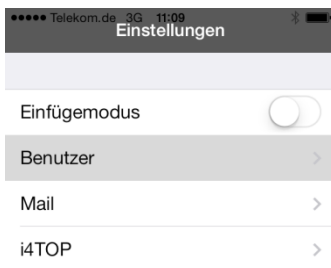 Telekom.de 3G 11:09
Einstellungen
Einfügemodus
Benutzer
Mail
i4TOP